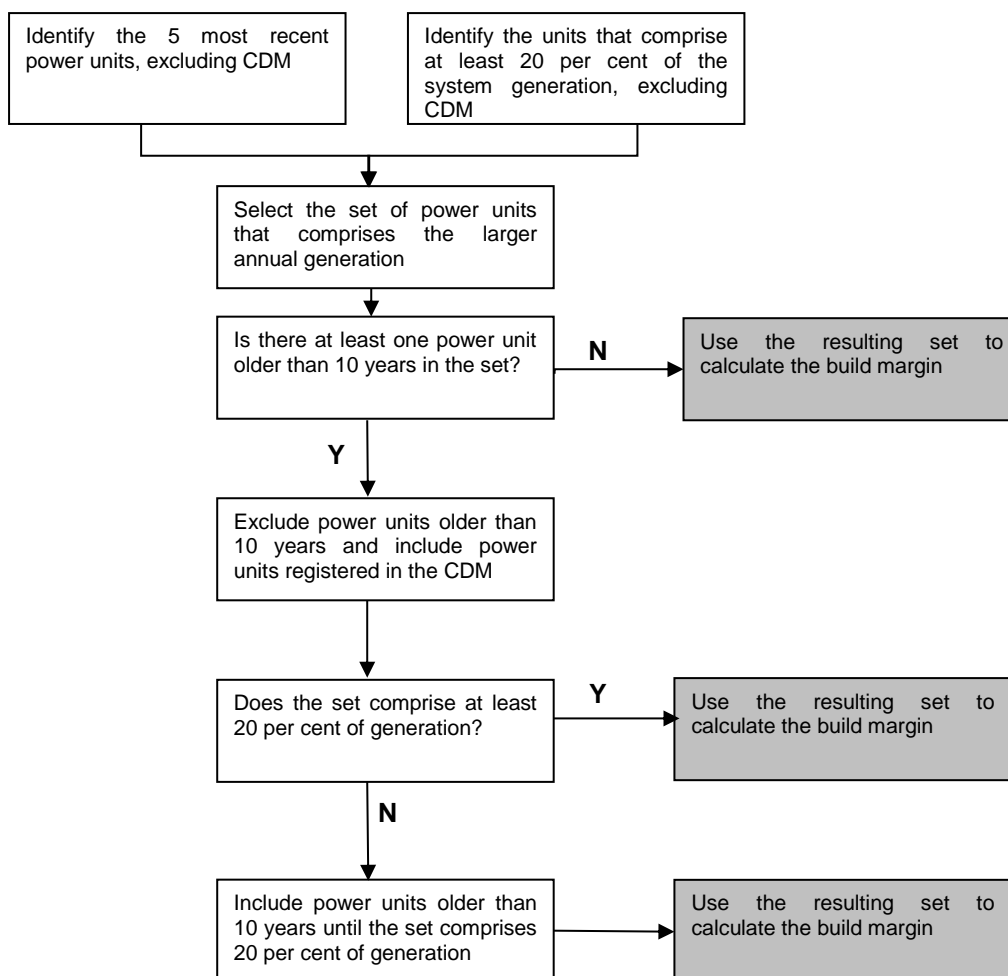 Identify the 5 most recent
power units, excluding CDM
Identify the units that comprise
at least 20 per cent of the
system generation, excluding
CDM
Select the set of power units
that comprises the larger
annual generation
Is there at least one power unit
older than 10 years in the set?
N
Use the resulting set to
calculate the build margin
Y
Exclude power units older than
10 years and include power
units registered in the CDM
Does the set comprise at least
20 per cent of generation?
Y
Use the resulting set to
calculate the build margin
N
Include power units older than
10 years until the set comprises
20 per cent of generation
Use the resulting set to
calculate the build margin